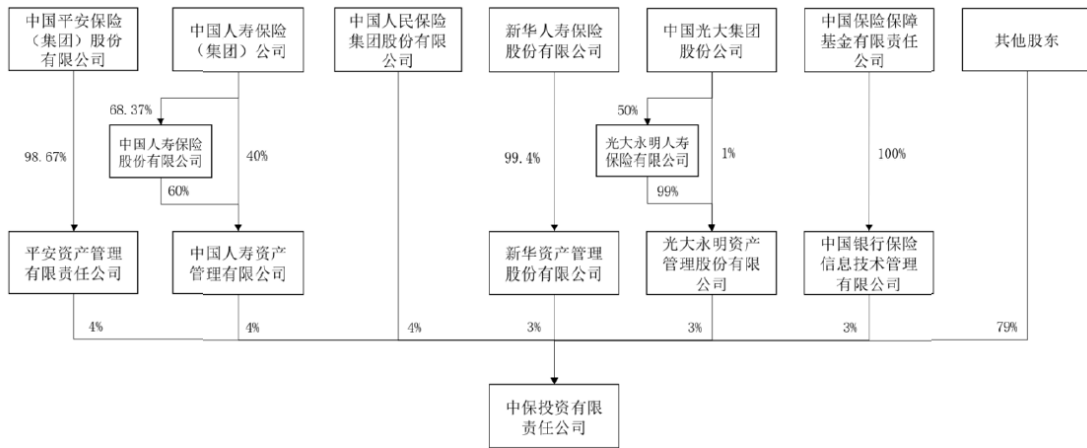 中国平安保险
（集团）股份
有限公司
中国人寿保险
（集团）公司
中国人民保险
集团股份有限公
司
新华人寿保险
股份有限公司
中国光大集团
股份公司
中国保险保障
基金有限责任
公司
其他股东
68.37%
50%
中国人寿保险
股份有限公司
光大永明人寿
保险有限公司
98.67%
40%
99.4%
1%
100%
60%
99%
平安资产管理
有限责任公司
中国人寿资产
管理有限公司
新华资产管理
股份有限公司
光大永明资产
管理股份有限
公司
中国银行保险
信息技术管理
有限公司
4%
4%
4%
3%
3%
3%
79%
中保投资有限
责任公司